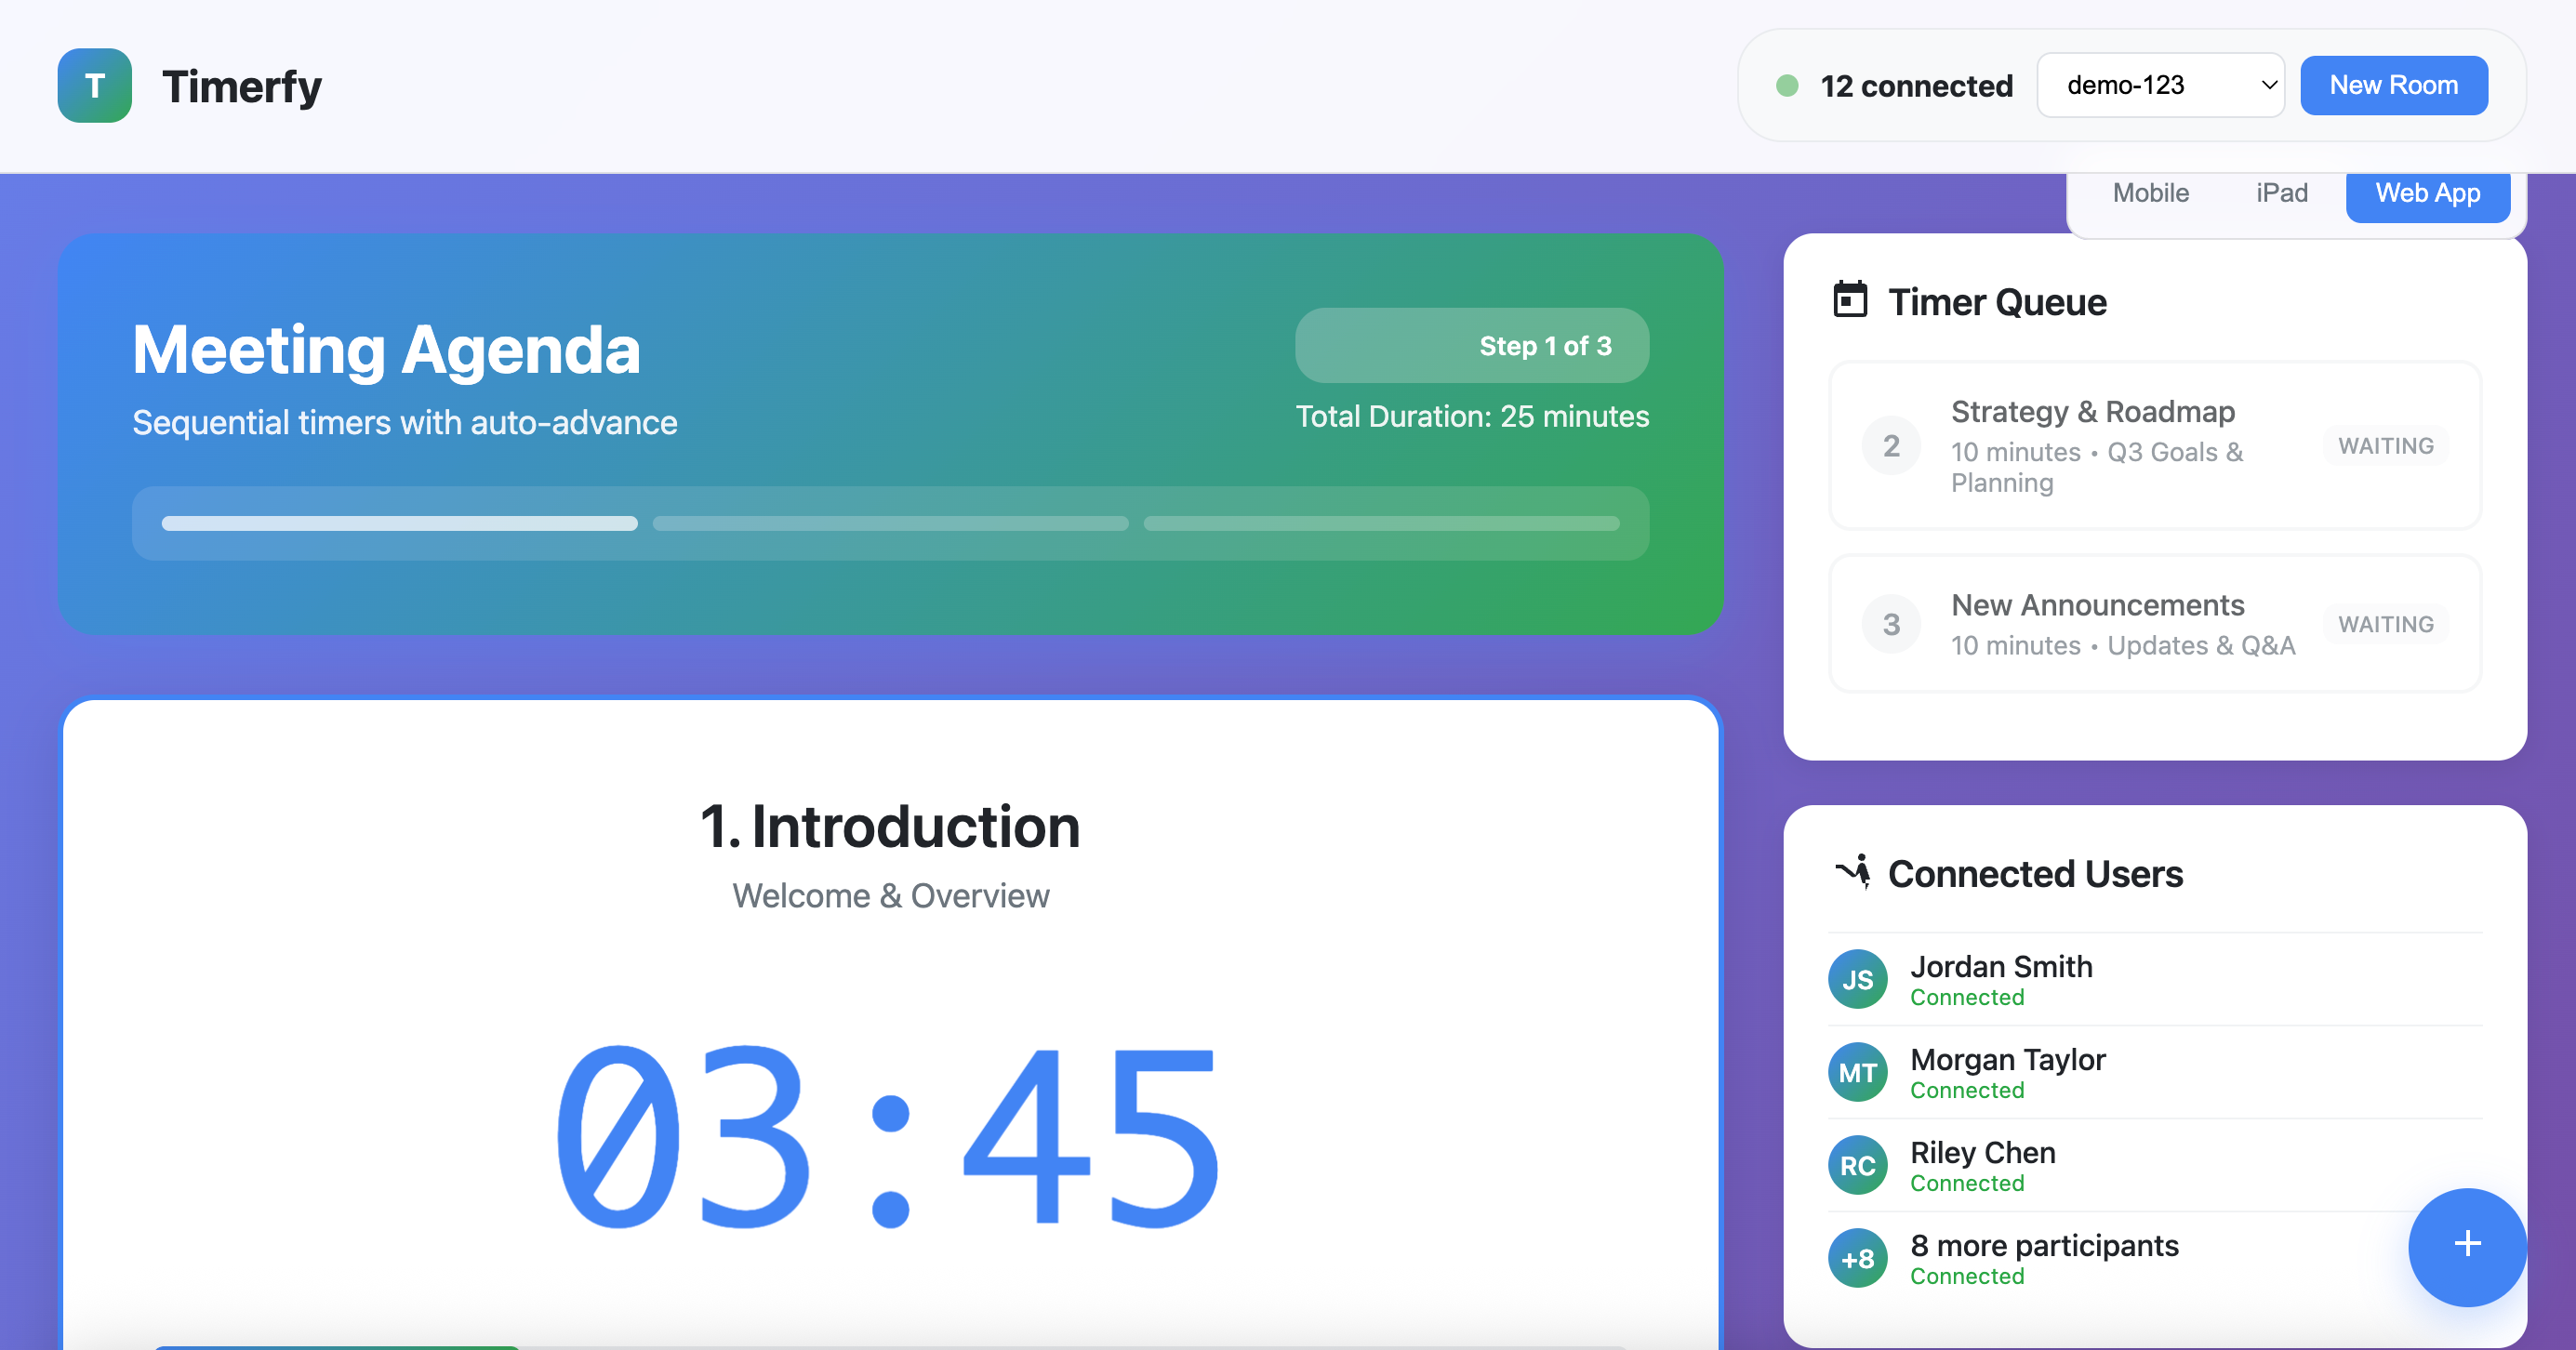 T
Timerfy
12 connected
demo-123
New Room
Mobile
iPad
Web App
Meeting Agenda
Sequential timers with auto-advance
Step 1 of 3
Total Duration: 25 minutes
1. Introduction
Welcome & Overview
03:45
Timer Queue
2
Strategy & Roadmap
10 minutes • Q3 Goals &
Planning
WAITING
3
New Announcements
10 minutes • Updates & Q&A
WAITING
Connected Users
JS
Jordan Smith
Connected
MT
Morgan Taylor
Connected
RC
Riley Chen
Connected
+8
8 more participants
Connected
+